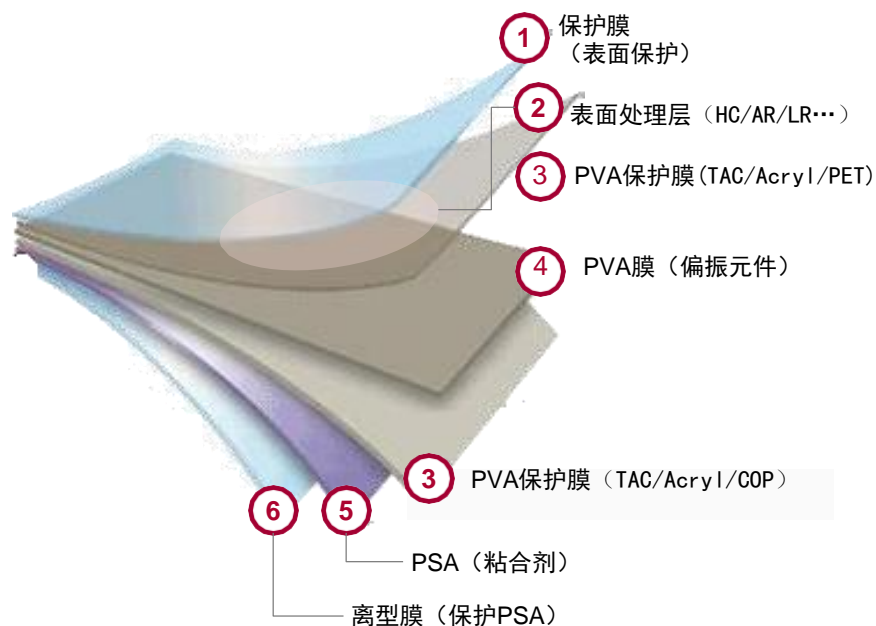 1 保护膜
（表面保护）
2 表面处理层（HC/AR/LR…）
3 PVA保护膜(TAC/Acryl/PET)
4 PVA膜（偏振元件）
3 PVA保护膜（TAC/Acryl/COP）
6 5
PSA（粘合剂）
离型膜（保护PSA）